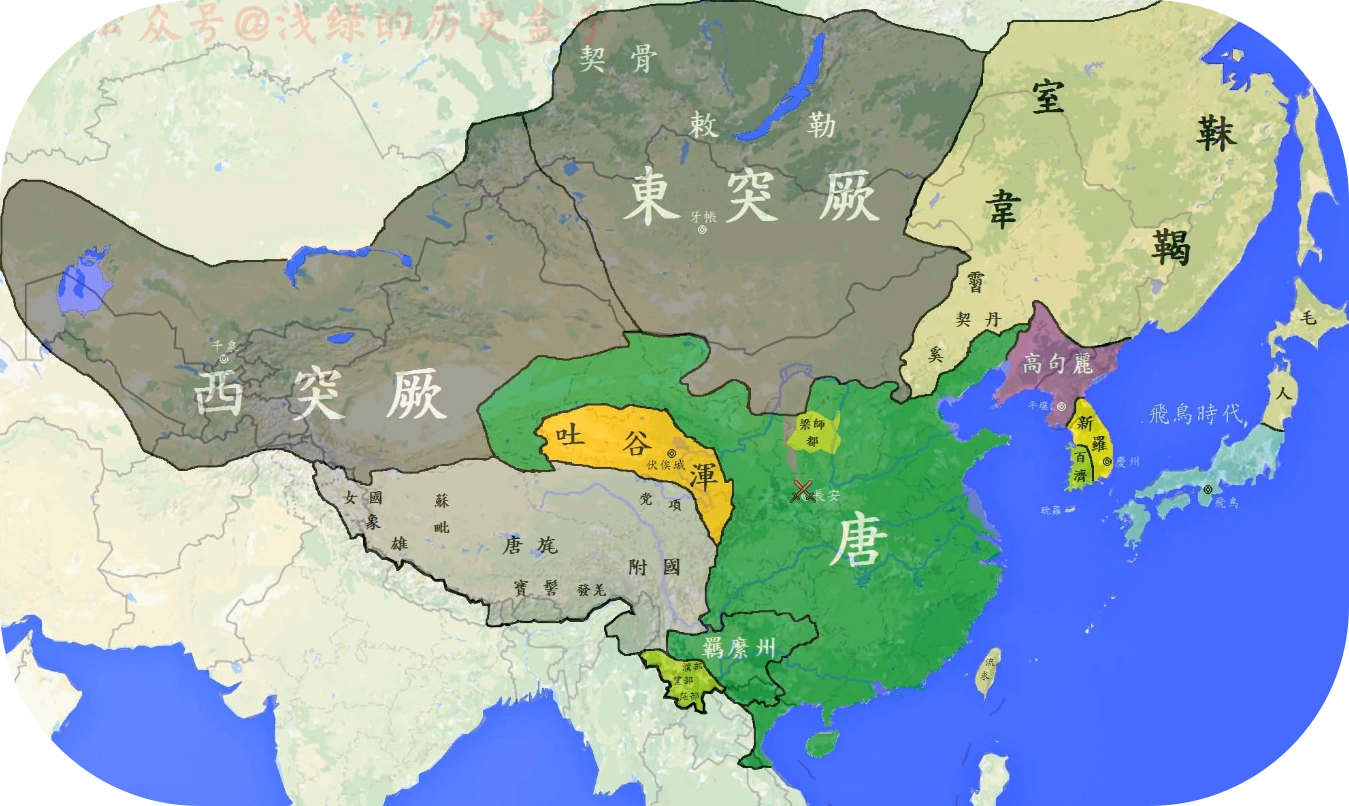 公众号@浅绿的历史盒子
契骨
敕勒
東突厥
牙帳
室韋
靺鞨
霫
契丹
奚
高句麗
平壤
新羅
慶州
百濟
耽羅
飛鳥時代
飛鳥
毛人
千泉
西突厥
吐谷渾
伏俟城
梁師都
長安
唐
女國
象雄
蘇毗
党項
唐旄
附國
寶髻
發羌
羈縻州
濮部
流求